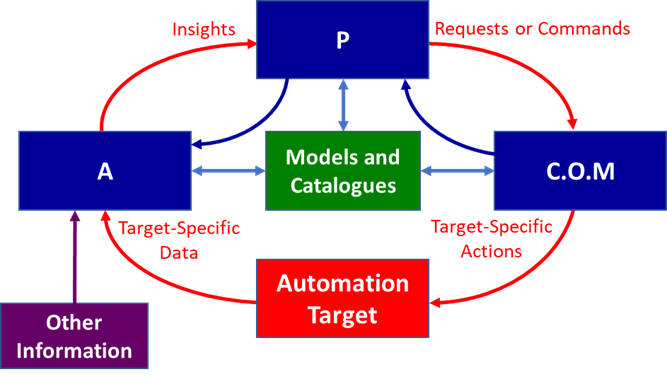 Insights
P
Requests or Commands
A
Models and
Catalogues
C.O.M
Target-Specific
Data
Target-Specific
Actions
Automation
Target
Other
Information